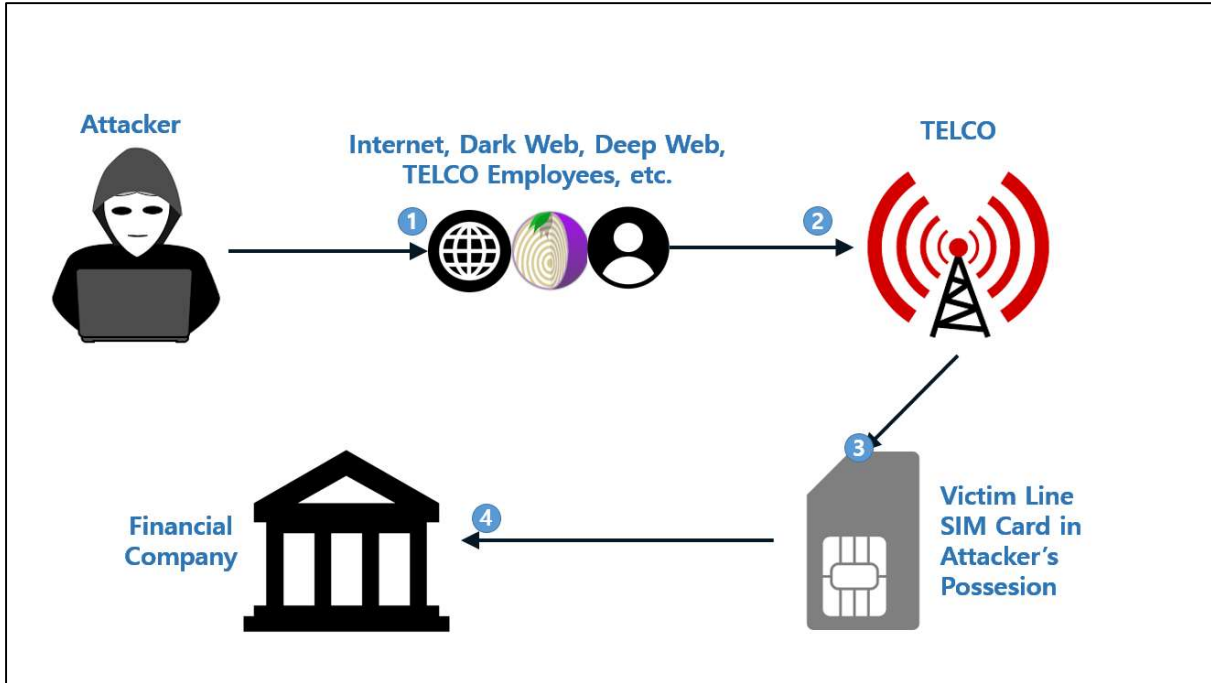 Attacker
Internet, Dark Web, Deep Web,
TELCO Employees, etc.
TELCO
1
2
3
Victim Line
SIM Card in
Attacker's
Possesion
4
Financial
Company